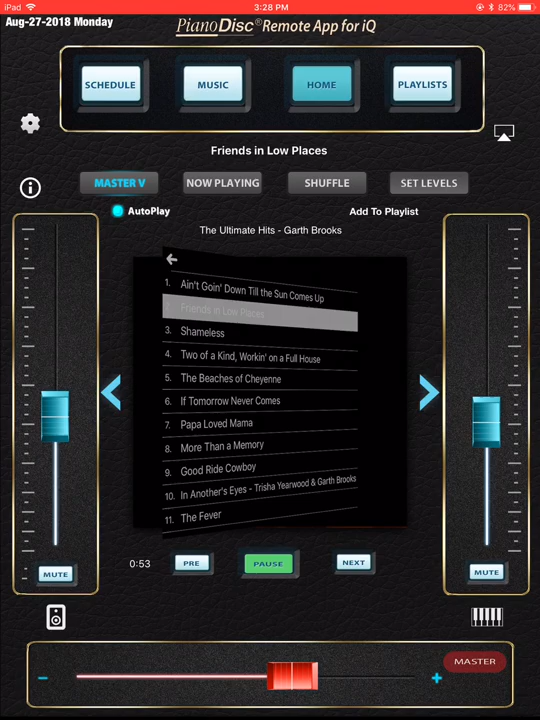 iPad 3:28 PM 82%
Aug-27-2018 Monday PianoDisc® Remote App for iQ
SCHEDULE MUSIC HOME PLAYLISTS
Friends in Low Places
MASTER V NOW PLAYING SHUFFLE SET LEVELS
AutoPlay Add To Playlist
The Ultimate Hits - Garth Brooks
1. Ain't Goin' Down Till the Sun Comes Up
2. Friends in Low Places
3. Shameless
4. Two of a Kind, Workin' on a Full House
5. The Beaches of Cheyenne
6. If Tomorrow Never Comes
7. Papa Loved Mama
8. More Than a Memory
9. Good Ride Cowboy
10. In Another's Eyes - Trisha Yearwood & Garth Brooks
11. The Fever
0:53 PRE PAUSE NEXT
MUTE MUTE
MASTER
- +